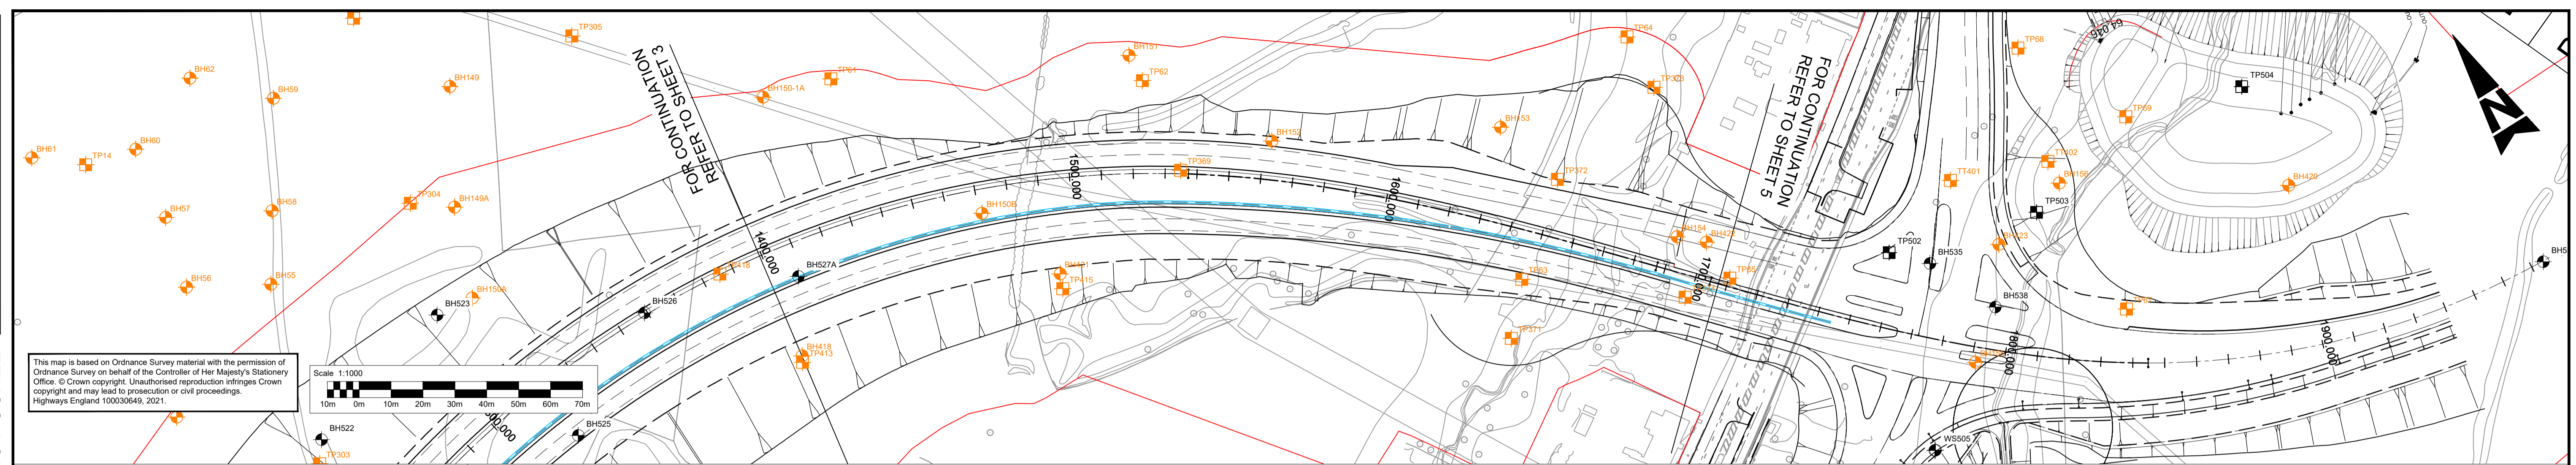 TP305
TP64
BH151
TP68
64.046
BH62
BH59
BH149
TP61
TP62
BH150-1A
TP373
TP504
FOR CONTINUATION
REFER TO SHEET 3
FOR CONTINUATION
REFER TO SHEET 5
TP69
BH153
BH152
BH61
TP14
BH60
1500.000
1600.000
TP369
TP372
TT401
TT402
BH156
BH420
TP304
BH149A
BH57
BH58
BH150B
TP503
1400.000
BH154
TP502
BH535
N
BH527A
TP418
TP415
TP63
1700.000
BH56
BH55
BH150A
BH523
BH526
BH538
1800.000
1900.000
TP371
BH418
TP413
This map is based on Ordnance Survey material with the permission of
Ordnance Survey on behalf of the Controller of Her Majesty's Stationery
Office. © Crown copyright. Unauthorised reproduction infringes Crown
copyright and may lead to prosecution or civil proceedings.
Highways England 100030649, 2021.
Scale 1:1000
10m 0m 10m 20m 30m 40m 50m 60m 70m
BH522
BH525
TP303
WS505